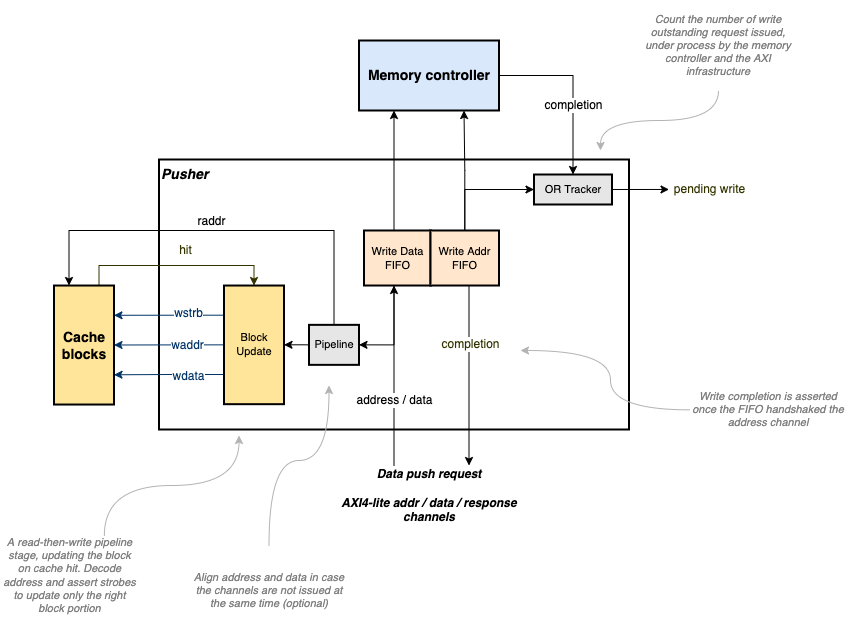 Count the number of write
outstanding request issued,
under process by the memory
controller and the AXI
infrastructure
Memory controller
completion
Pusher
OR Tracker
pending write
raddr
hit
Write Data
FIFO
Write Addr
FIFO
wstrb
Cache
blocks
waddr
Block
Update
Pipeline
completion
wdata
address / data
Write completion is asserted
once the FIFO handshaked the
address channel
Data push request
AXI4-lite addr / data / response
channels
A read-then-write pipeline
stage, updating the block
on cache hit. Decode
address and assert strobes
to update only the right
block portion
Align address and data in case
the channels are not issued at
the same time (optional)